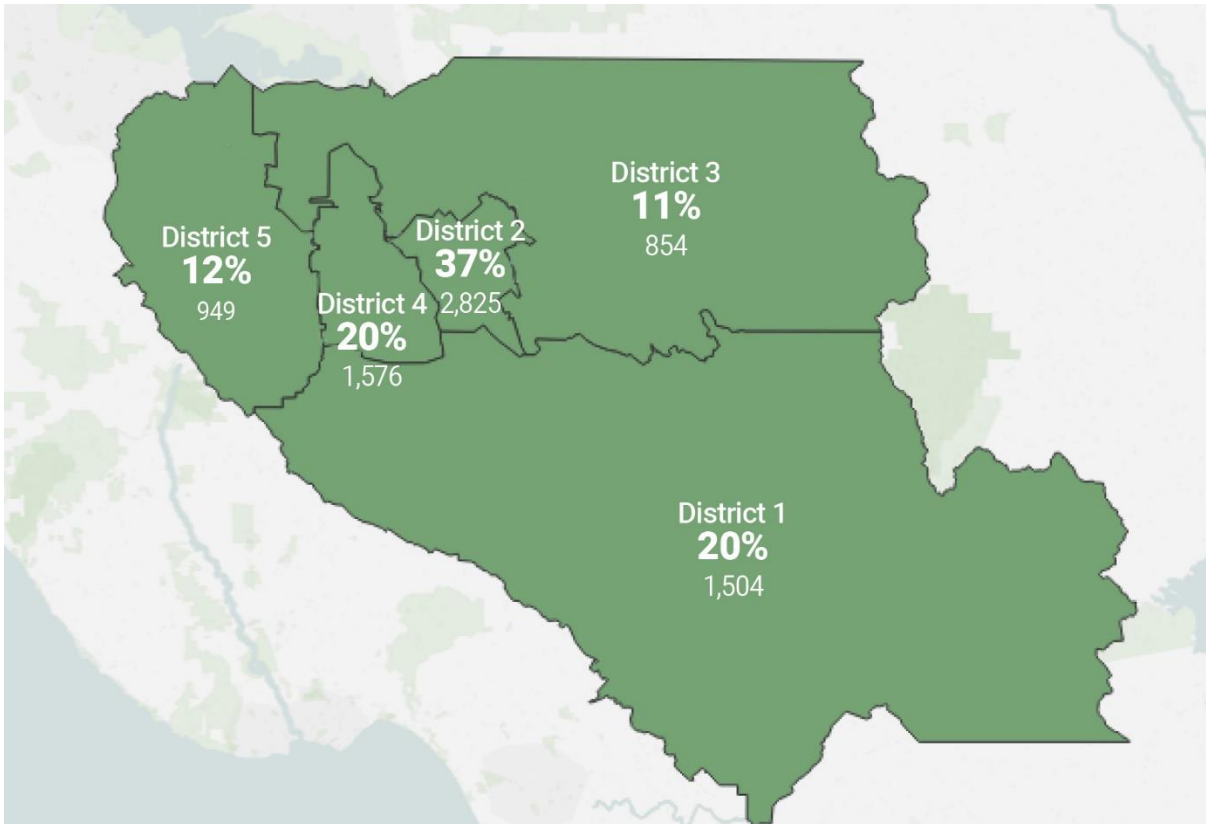 District 3
11%
854
District 2
37%
2,825
District 5
12%
949
District 4
20%
1,576
District 1
20%
1,504